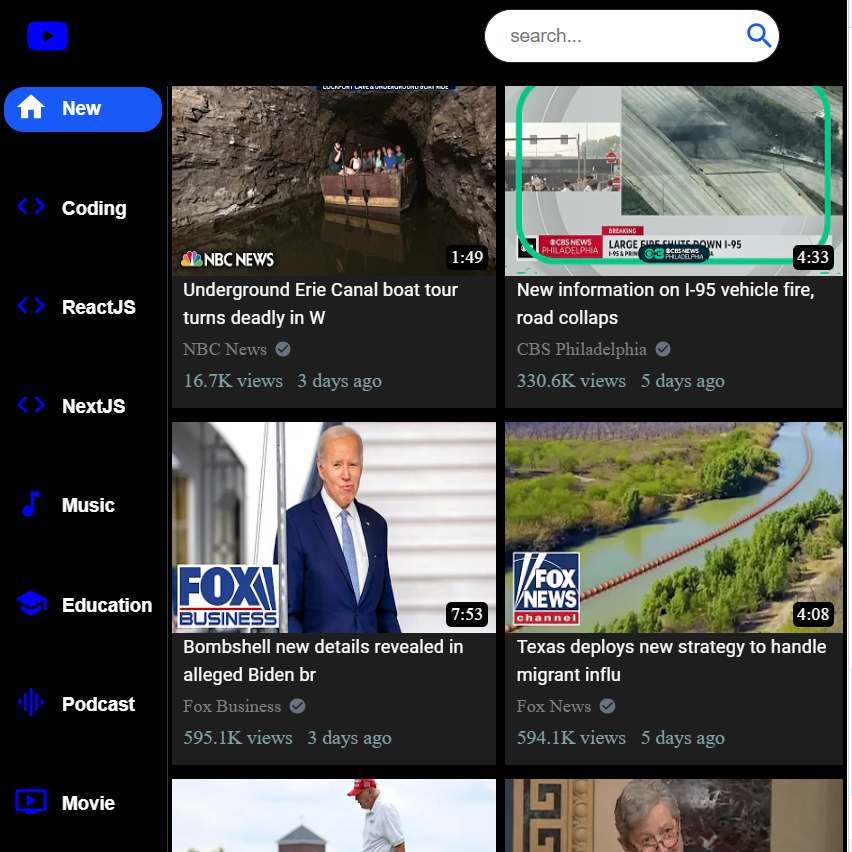 search...
New
Coding
ReactJS
NextJS
Music
Education
Podcast
Movie
LOCKPORT CAVE & UNDERGROUND BOAT RIDE
NBC NEWS
1:49
Underground Erie Canal boat tour
turns deadly in W
NBC News
16.7K views 3 days ago
BREAKING
CBS NEWS
PHILADELPHIA
LARGE FIRE SHUTS DOWN I-95
CBS NEWS
PHILADELPHIA
4:33
New information on I-95 vehicle fire,
road collaps
CBS Philadelphia
330.6K views 5 days ago
FOX
BUSINESS
7:53
Bombshell new details revealed in
alleged Biden br
Fox Business
595.1K views 3 days ago
FOX
NEWS
channel
4:08
Texas deploys new strategy to handle
migrant influ
Fox News
594.1K views 5 days ago